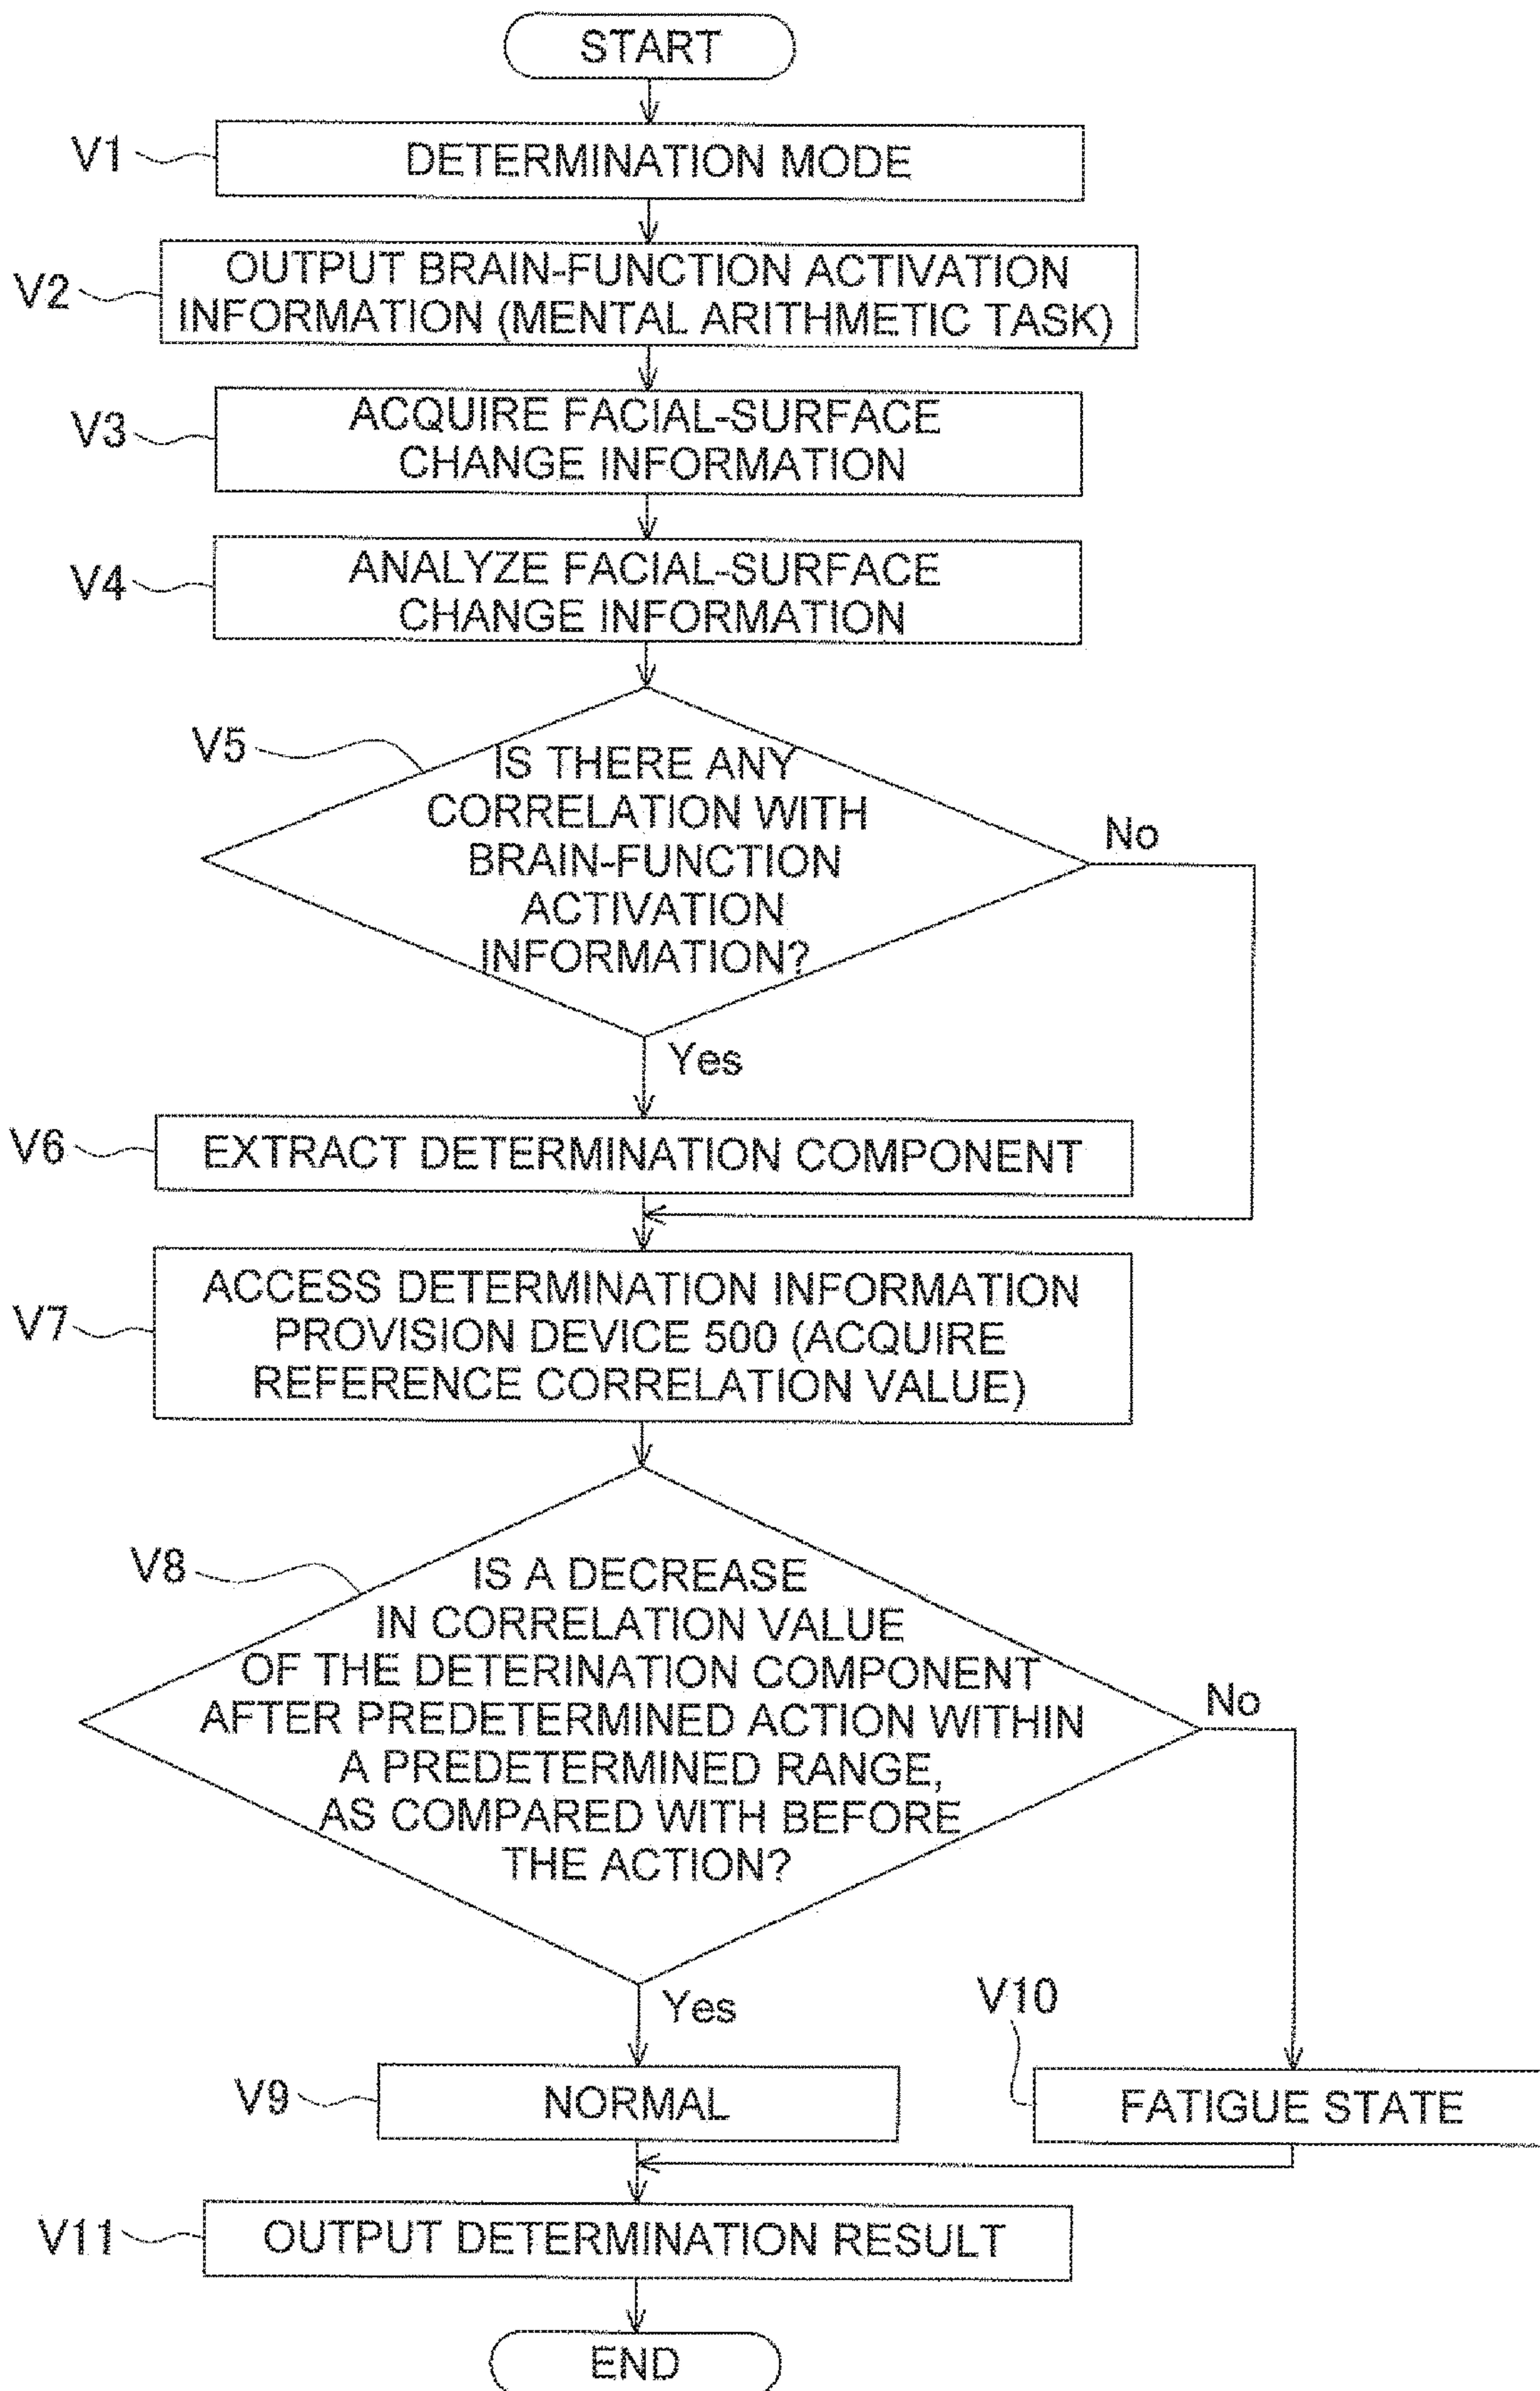 START
V1
DETERMINATION MODE
V2
OUTPUT BRAIN-FUNCTION ACTIVATION
INFORMATION (MENTAL ARITHMETIC TASK)
V3
ACQUIRE FACIAL-SURFACE
CHANGE INFORMATION
V4
ANALYZE FACIAL-SURFACE
CHANGE INFORMATION
V5
IS THERE ANY
CORRELATION WITH
BRAIN-FUNCTION
ACTIVATION
INFORMATION?
No
Yes
V6
EXTRACT DETERMINATION COMPONENT
V7
ACCESS DETERMINATION INFORMATION
PROVISION DEVICE 500 (ACQUIRE
REFERENCE CORRELATION VALUE)
V8
IS A DECREASE
IN CORRELATION VALUE
OF THE DETERINATION COMPONENT
AFTER PREDETERMINED ACTION WITHIN
A PREDETERMINED RANGE,
AS COMPARED WITH BEFORE
THE ACTION?
No
Yes
V9
NORMAL
V10
FATIGUE STATE
V11
OUTPUT DETERMINATION RESULT
END